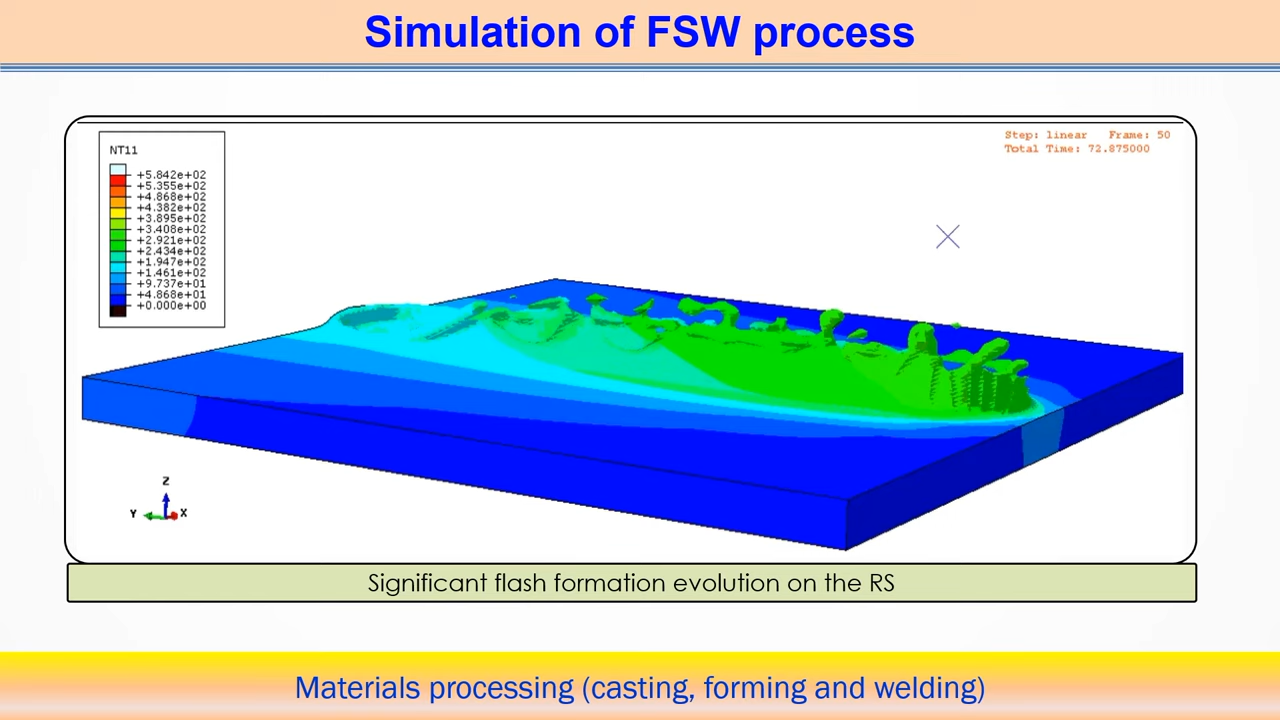 Simulation of FSW process
NT11
+5.842e+02
+5.355e+02
+4.868e+02
+4.382e+02
+3.895e+02
+3.408e+02
+2.921e+02
+2.434e+02
+1.947e+02
+1.461e+02
+9.737e+01
+4.868e+01
+0.000e+00
Step: linear Frame: 50
Total Time: 72.875000
Z
Y X
Significant flash formation evolution on the RS
Materials processing (casting, forming and welding)